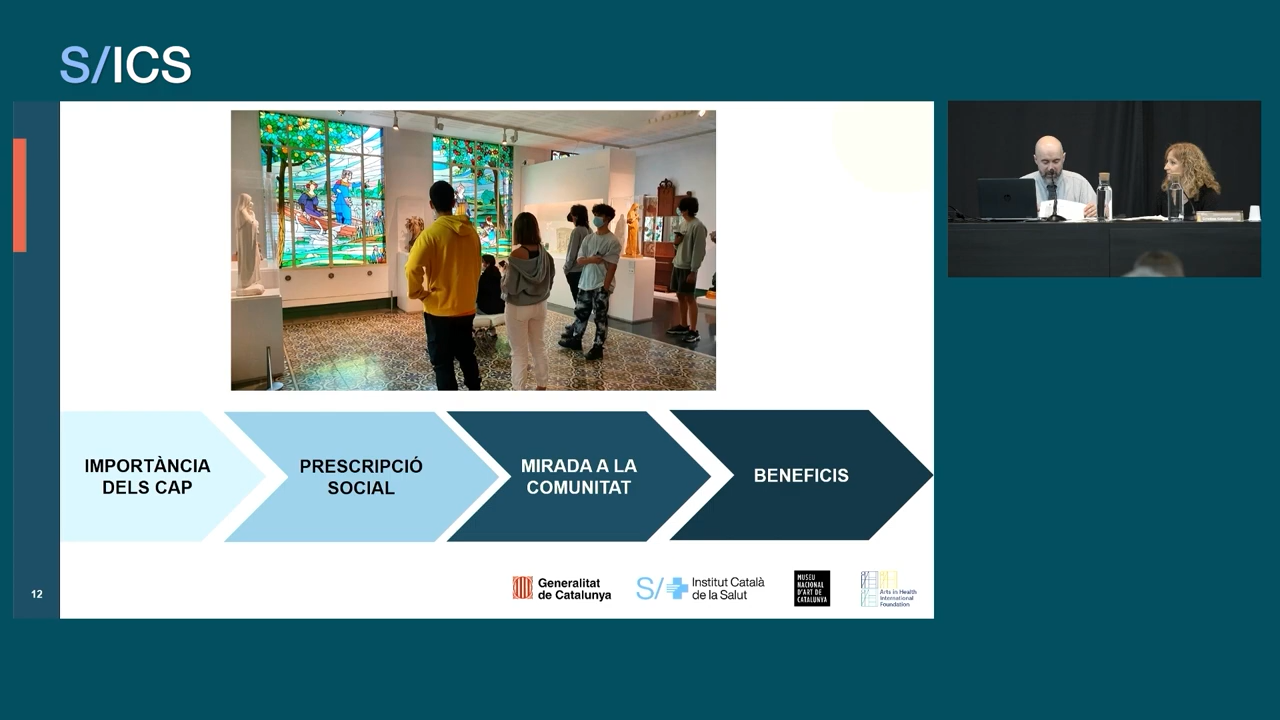 S/ICS
IMPORTÀNCIA
DELS CAP
PRESCRIPCIÓ
SOCIAL
MIRADA A LA
COMUNITAT
BENEFICIS
12
Generalitat
de Catalunya
S/
Institut Català
de la Salut
MUSEU
NACIONAL
D'ART DE
CATALUNYA
Arts in Health
International
Foundation